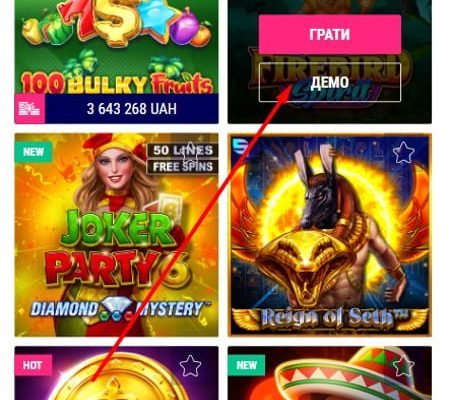 100 BULKY Fruits
3 643 268 UAH
ГРАТИ
FIREBIRD
Spirit
ДЕМО
NEW
50 LINES
FREE SPINS
JOKER
PARTY 6
DIAMOND MYSTERY™
Reign of Seth™
HOT
NEW